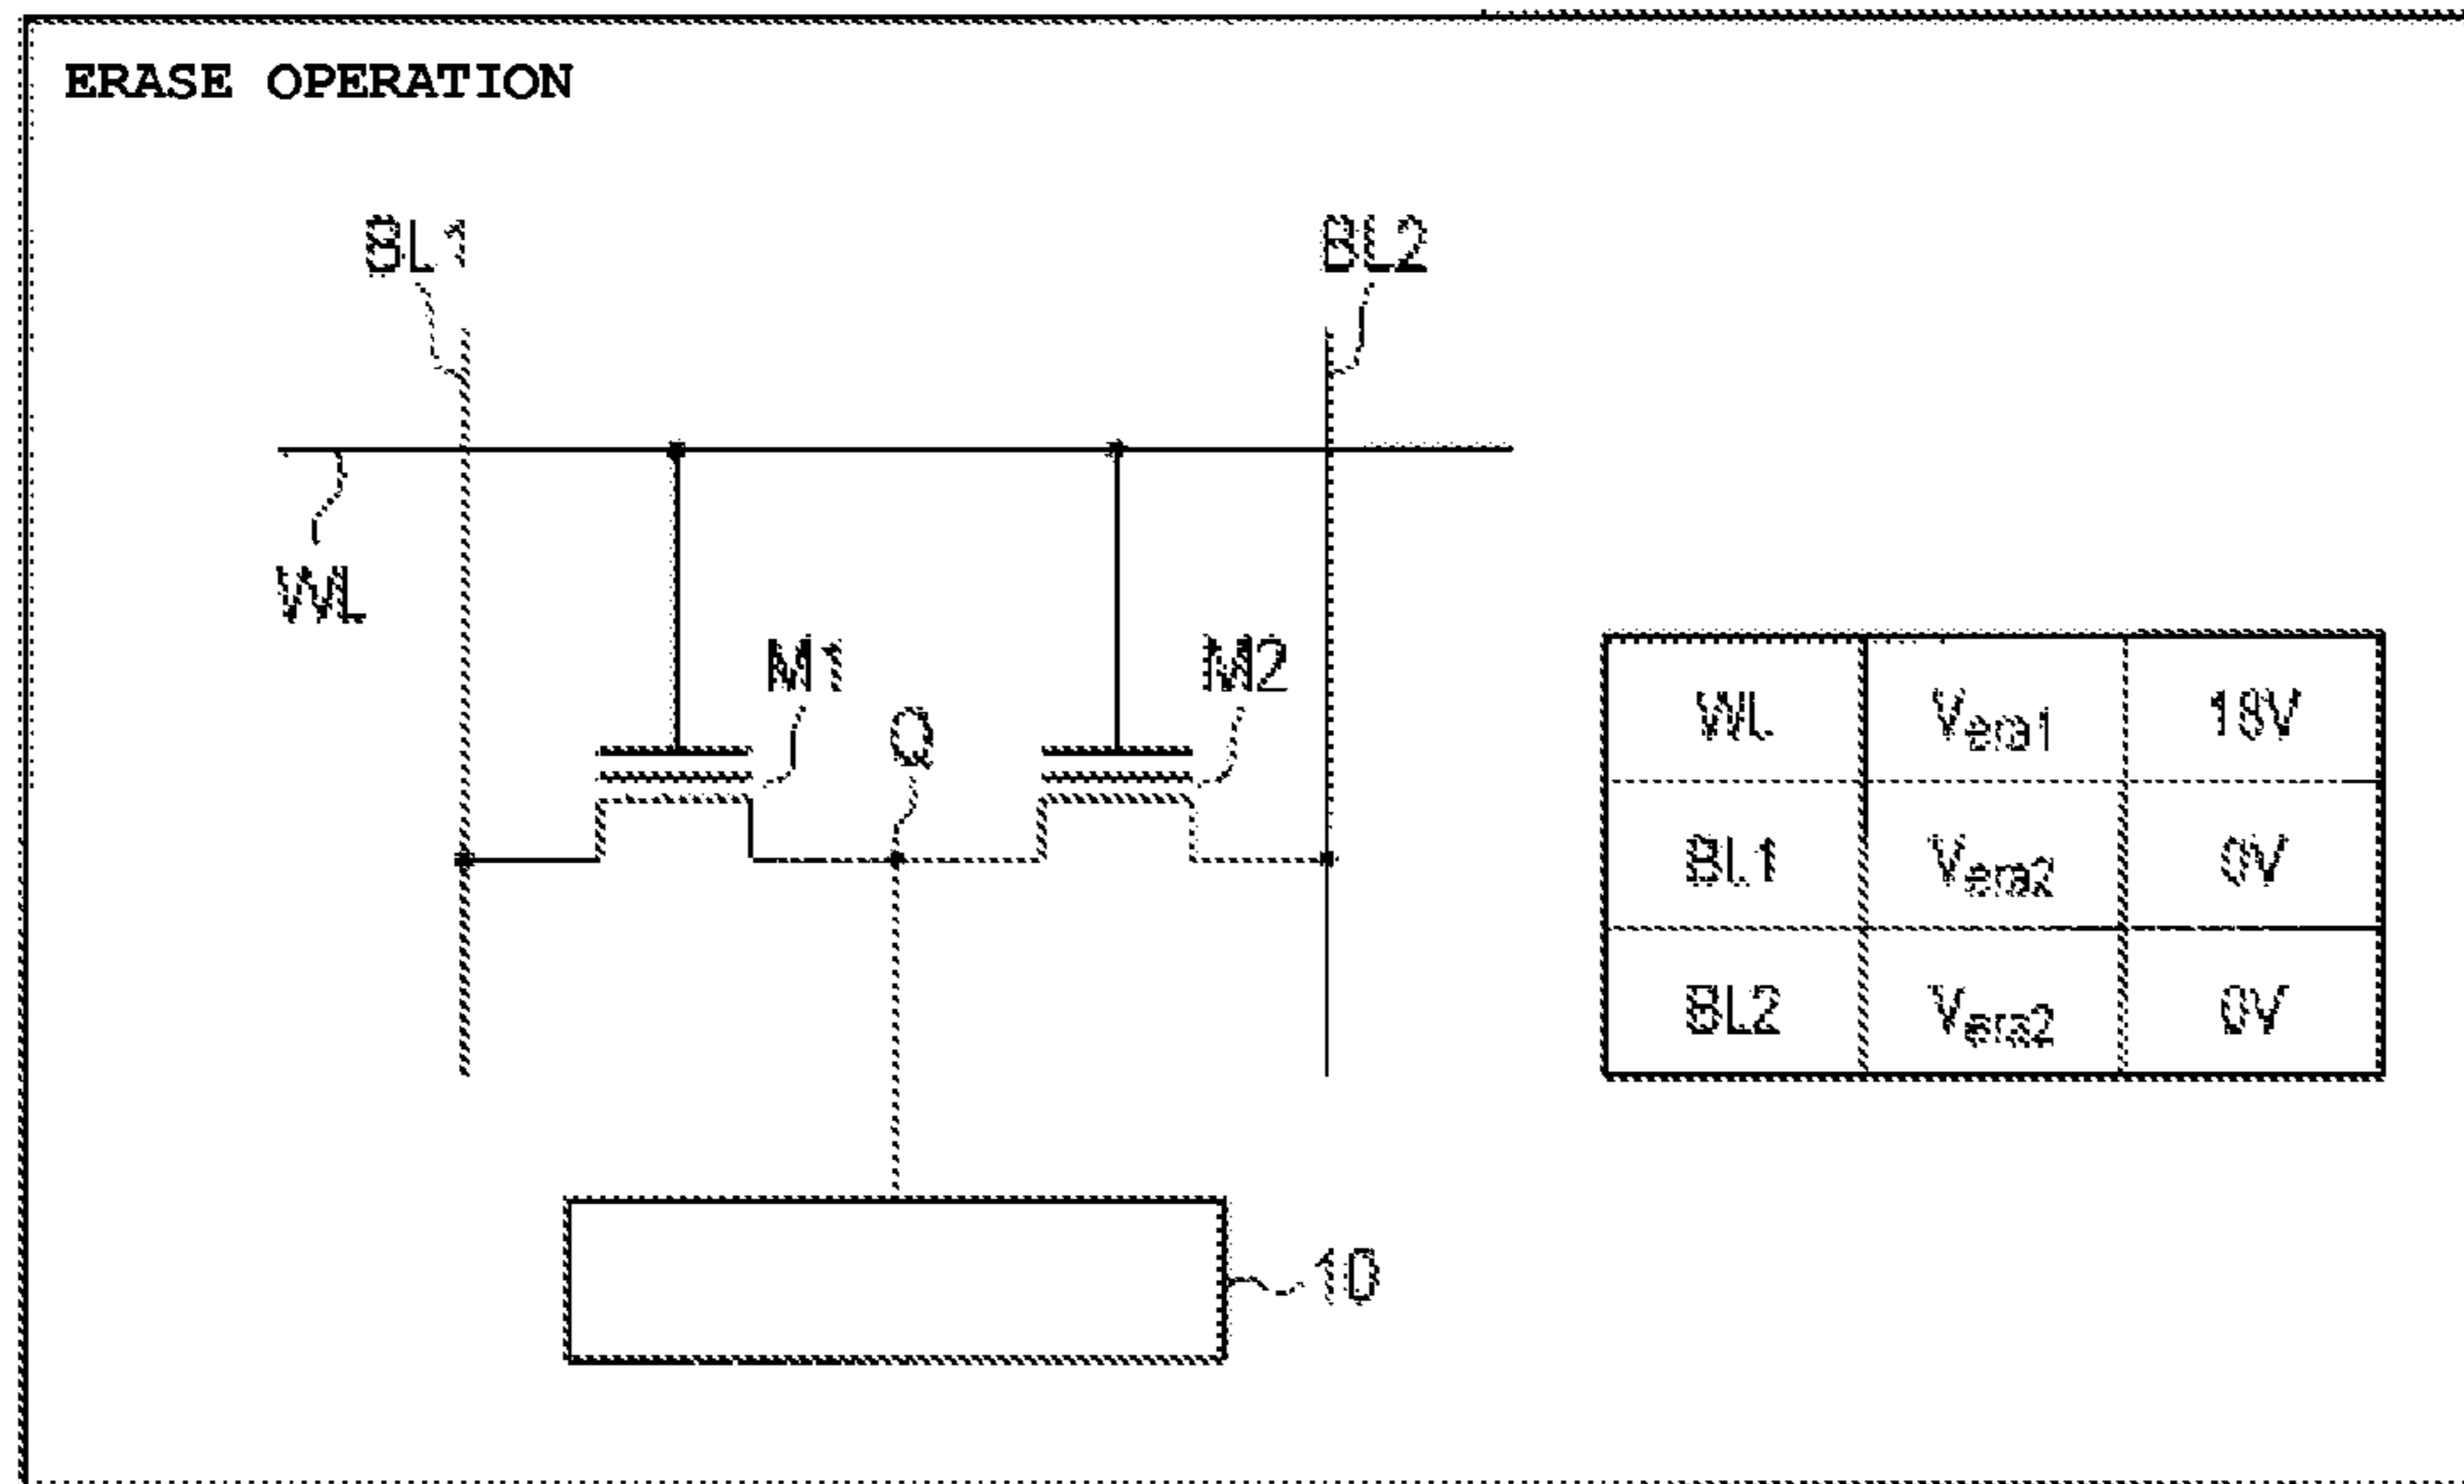 ERASE OPERATION
BL1
BL2
WL
M1
Q
M2
WL Vera1 18V
BL1 Vera2 0V
BL2 Vera2 0V
10